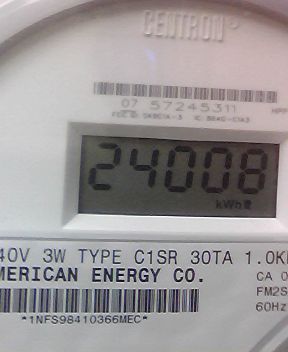 CENTRON®
07 57245311
24008
kWh
40V 3W TYPE C1SR 30TA 1.0K
MERICAN ENERGY CO.
CA 0
FM2S
60Hz
*1NFS98410366MEC*